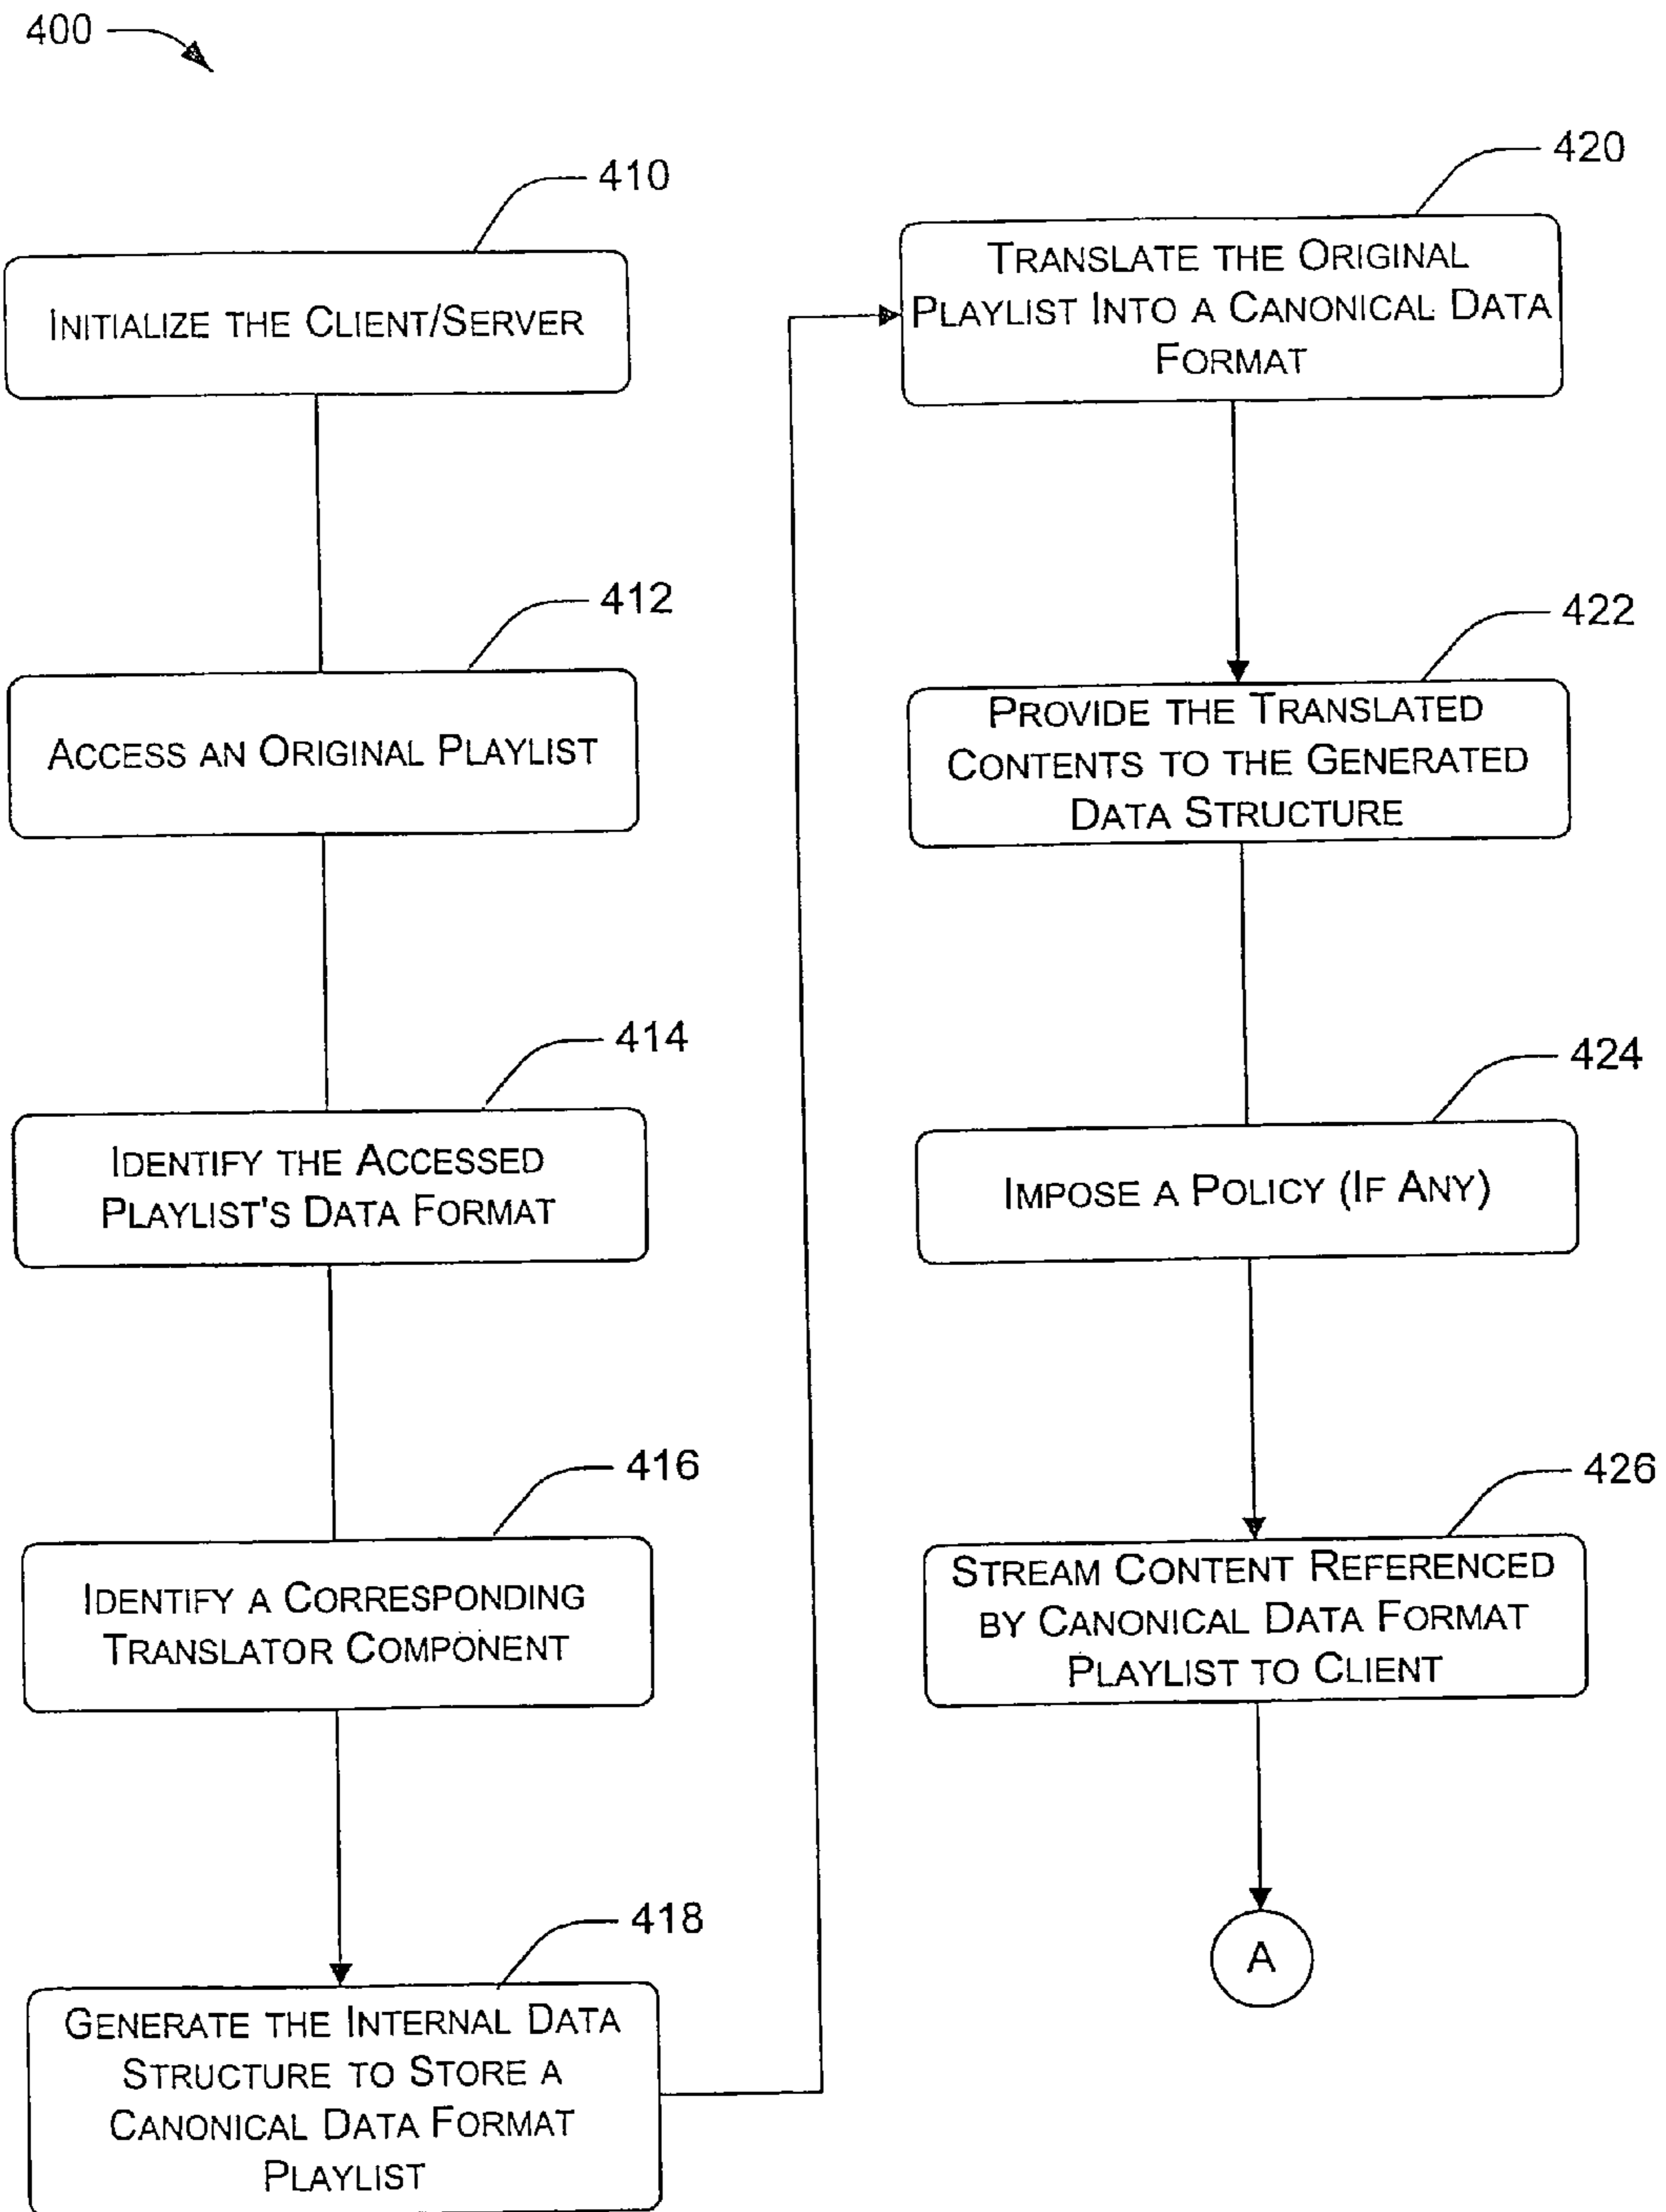 400
410
INITIALIZE THE CLIENT/SERVER
412
ACCESS AN ORIGINAL PLAYLIST
414
IDENTIFY THE ACCESSED
PLAYLIST'S DATA FORMAT
416
IDENTIFY A CORRESPONDING
TRANSLATOR COMPONENT
418
GENERATE THE INTERNAL DATA
STRUCTURE TO STORE A
CANONICAL DATA FORMAT
PLAYLIST
420
TRANSLATE THE ORIGINAL
PLAYLIST INTO A CANONICAL DATA
FORMAT
422
PROVIDE THE TRANSLATED
CONTENTS TO THE GENERATED
DATA STRUCTURE
424
IMPOSE A POLICY (IF ANY)
426
STREAM CONTENT REFERENCED
BY CANONICAL DATA FORMAT
PLAYLIST TO CLIENT
A